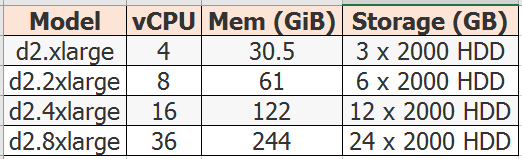 Model vCPU Mem (GiB) Storage (GB)
d2.xlarge 4 30.5 3 x 2000 HDD
d2.2xlarge 8 61 6 x 2000 HDD
d2.4xlarge 16 122 12 x 2000 HDD
d2.8xlarge 36 244 24 x 2000 HDD